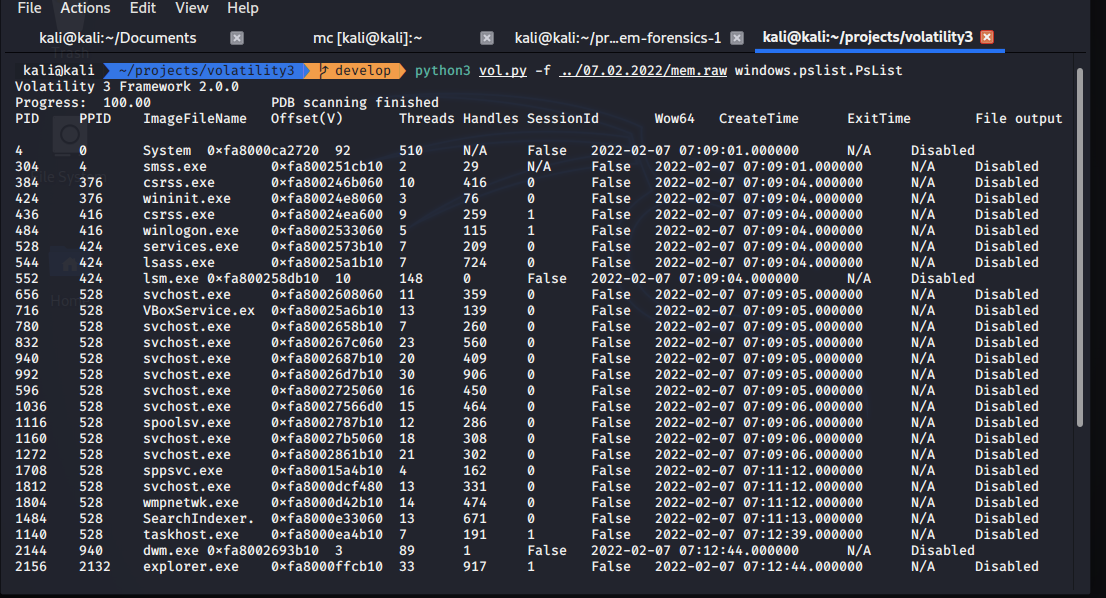 File Actions Edit View Help
kali@kali:~/Documents mc [kali@kali]:~ kali@kali:~/pr...em-forensics-1 kali@kali:~/projects/volatility3
kali@kali ~/projects/volatility3 develop python3 vol.py -f ../07.02.2022/mem.raw windows.pslist.PsList
Volatility 3 Framework 2.0.0
Progress: 100.00 PDB scanning finished
PID PPID ImageFileName Offset(V) Threads Handles SessionId Wow64 CreateTime ExitTime File output
4 0 System 0×fa8000ca2720 92 510 N/A False 2022-02-07 07:09:01.000000 N/A Disabled
304 4 smss.exe 0×fa800251cb10 2 29 N/A False 2022-02-07 07:09:01.000000 N/A Disabled
384 376 csrss.exe 0×fa800246b060 10 416 0 False 2022-02-07 07:09:04.000000 N/A Disabled
424 376 wininit.exe 0×fa80024e8060 3 76 0 False 2022-02-07 07:09:04.000000 N/A Disabled
436 416 csrss.exe 0×fa80024ea600 9 259 1 False 2022-02-07 07:09:04.000000 N/A Disabled
484 416 winlogon.exe 0×fa8002533060 5 115 1 False 2022-02-07 07:09:04.000000 N/A Disabled
528 424 services.exe 0×fa8002573b10 7 209 0 False 2022-02-07 07:09:04.000000 N/A Disabled
544 424 lsass.exe 0×fa80025a1b10 7 724 0 False 2022-02-07 07:09:04.000000 N/A Disabled
552 424 lsm.exe 0×fa800258db10 10 148 0 False 2022-02-07 07:09:04.000000 N/A Disabled
656 528 svchost.exe 0×fa8002608060 11 359 0 False 2022-02-07 07:09:05.000000 N/A Disabled
716 528 VBoxService.ex 0×fa80025a6b10 13 139 0 False 2022-02-07 07:09:05.000000 N/A Disabled
780 528 svchost.exe 0×fa8002658b10 7 260 0 False 2022-02-07 07:09:05.000000 N/A Disabled
832 528 svchost.exe 0×fa800267c060 23 560 0 False 2022-02-07 07:09:05.000000 N/A Disabled
940 528 svchost.exe 0×fa8002687b10 20 409 0 False 2022-02-07 07:09:05.000000 N/A Disabled
992 528 svchost.exe 0×fa80026d7b10 30 906 0 False 2022-02-07 07:09:05.000000 N/A Disabled
596 528 svchost.exe 0×fa8002725060 16 450 0 False 2022-02-07 07:09:05.000000 N/A Disabled
1036 528 svchost.exe 0×fa80027566d0 15 464 0 False 2022-02-07 07:09:06.000000 N/A Disabled
1116 528 spoolsv.exe 0×fa8002787b10 12 286 0 False 2022-02-07 07:09:06.000000 N/A Disabled
1160 528 svchost.exe 0×fa80027b5060 18 308 0 False 2022-02-07 07:09:06.000000 N/A Disabled
1272 528 svchost.exe 0×fa8002861b10 21 302 0 False 2022-02-07 07:09:06.000000 N/A Disabled
1708 528 sppsvc.exe 0×fa80015a4b10 4 162 0 False 2022-02-07 07:11:12.000000 N/A Disabled
1812 528 svchost.exe 0×fa8000dcf480 13 331 0 False 2022-02-07 07:11:12.000000 N/A Disabled
1804 528 wmpnetwk.exe 0×fa8000d42b10 14 474 0 False 2022-02-07 07:11:12.000000 N/A Disabled
1484 528 SearchIndexer. 0×fa8000e33060 13 671 0 False 2022-02-07 07:11:13.000000 N/A Disabled
1140 528 taskhost.exe 0×fa8000ea4b10 7 191 1 False 2022-02-07 07:12:39.000000 N/A Disabled
2144 940 dwm.exe 0×fa8002693b10 3 89 1 False 2022-02-07 07:12:44.000000 N/A Disabled
2156 2132 explorer.exe 0×fa8000ffcb10 33 917 1 False 2022-02-07 07:12:44.000000 N/A Disabled